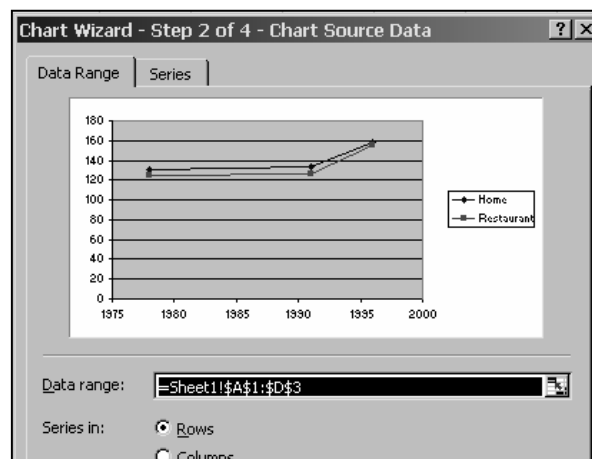 Chart Wizard - Step 2 of 4 - Chart Source Data ? ×
Data Range Series
180
160
140
120
100
80
60
40
20
0
1975 1980 1985 1990 1995 2000
Home
Restaurant
Data range: =Sheet1!$A$1:$D$3
Series in: Rows
Columns